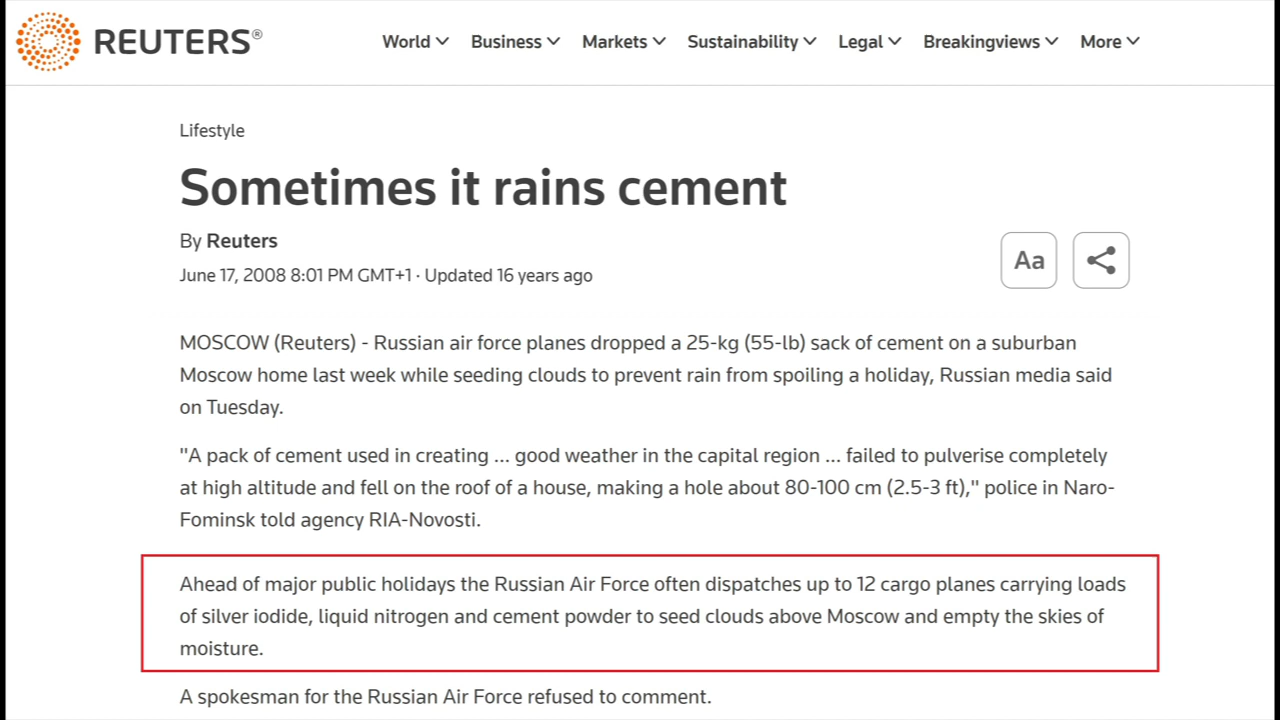 REUTERS®
World Business Markets Sustainability Legal Breakingviews More
Lifestyle
Sometimes it rains cement
By Reuters
June 17, 2008 8:01 PM GMT+1 · Updated 16 years ago
Aa
MOSCOW (Reuters) - Russian air force planes dropped a 25-kg (55-lb) sack of cement on a suburban
Moscow home last week while seeding clouds to prevent rain from spoiling a holiday, Russian media said
on Tuesday.
"A pack of cement used in creating ... good weather in the capital region ... failed to pulverise completely
at high altitude and fell on the roof of a house, making a hole about 80-100 cm (2.5-3 ft)," police in Naro-
Fominsk told agency RIA-Novosti.
Ahead of major public holidays the Russian Air Force often dispatches up to 12 cargo planes carrying loads
of silver iodide, liquid nitrogen and cement powder to seed clouds above Moscow and empty the skies of
moisture.
A spokesman for the Russian Air Force refused to comment.